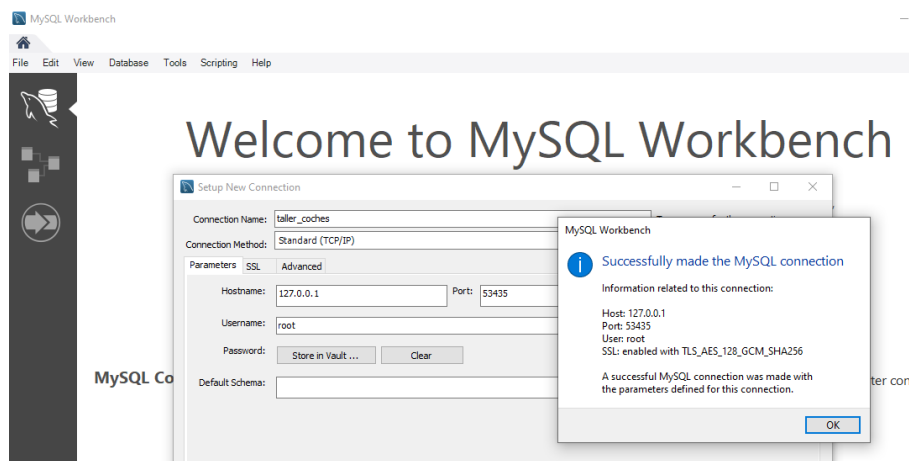 MySQL Workbench
File Edit View Database Tools Scripting Help
Welcome to MySQL Workbench
Setup New Connection
Connection Name: taller_coches
Connection Method: Standard (TCP/IP)
Parameters SSL Advanced
Hostname: 127.0.0.1 Port: 53435
Username: root
Password: Store in Vault ... Clear
Default Schema:
MySQL Workbench
Successfully made the MySQL connection
Information related to this connection:
Host: 127.0.0.1
Port: 53435
User: root
SSL: enabled with TLS_AES_128_GCM_SHA256
A successful MySQL connection was made with
the parameters defined for this connection.
OK
MySQL Co
ter con